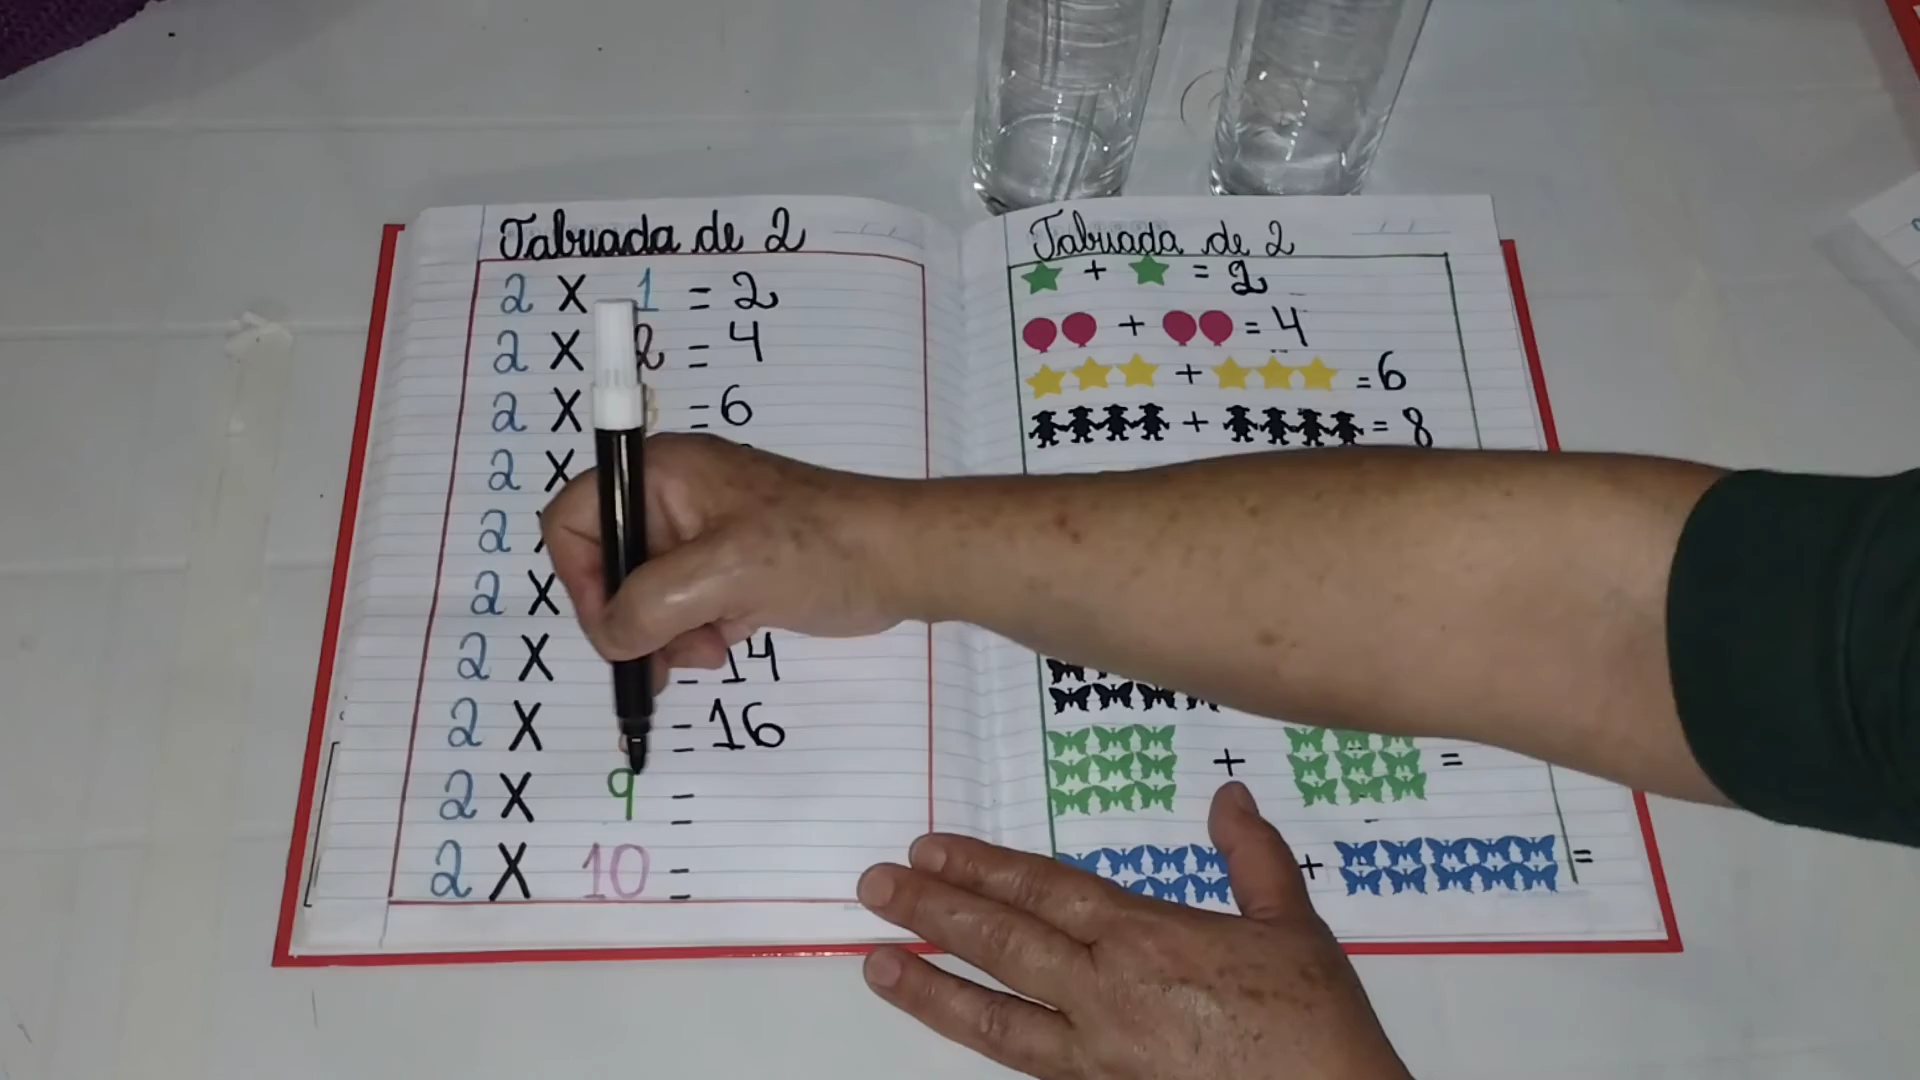 Tabuada de 2
2 X 1 = 2
2 X 2 = 4
2 X = 6
2 X
2
2 X
2 X = 14
2 X = 16
2 X 9 =
2 X 10 =
Tabuada de 2
+ = 2
+ = 4
+ = 6
+ = 8
+ =
+ =